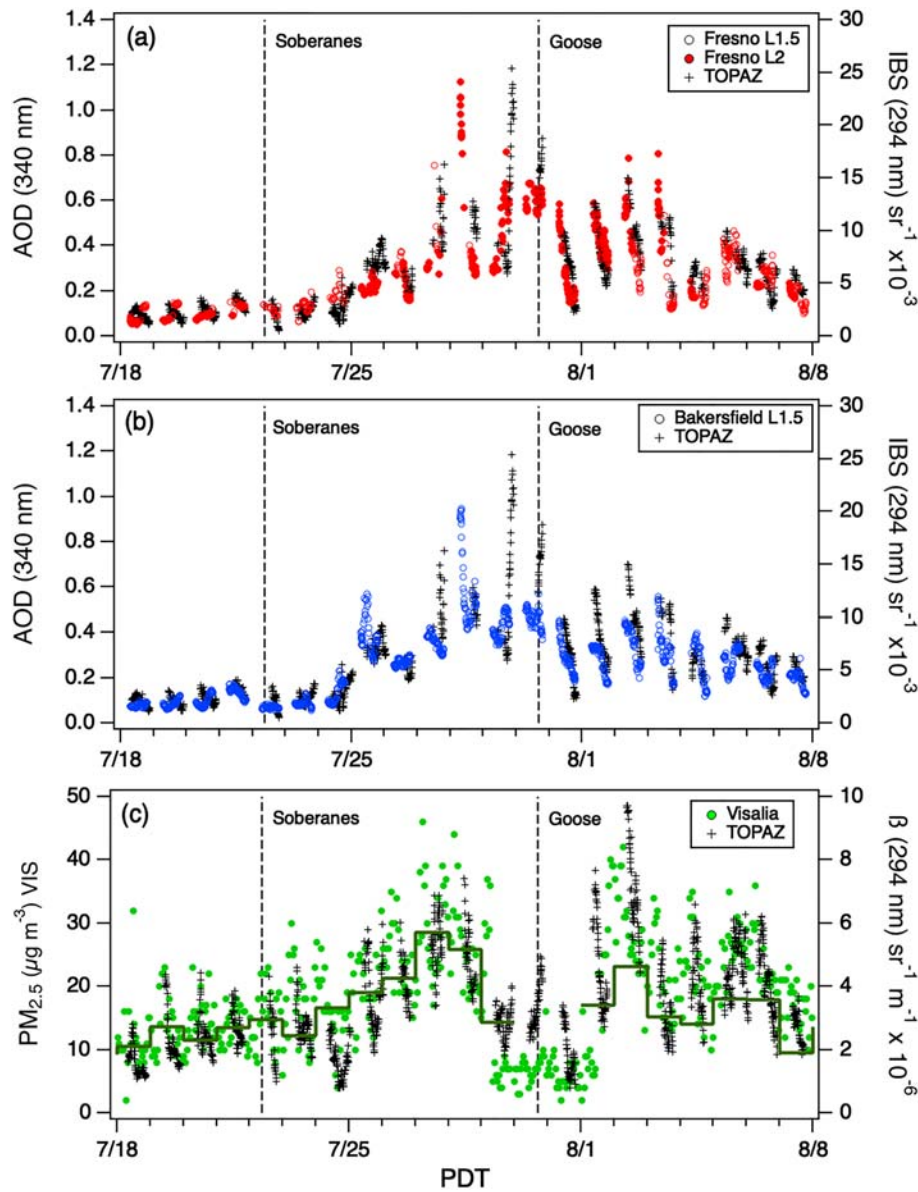 (a)
Soberanes
Goose
Fresno L1.5
Fresno L2
TOPAZ
1.4
1.2
1.0
0.8
0.6
0.4
0.2
0.0
AOD (340 nm)
30
25
20
15
10
5
0
IBS (294 nm) sr⁻¹ x10⁻³
7/18
7/25
8/1
8/8
(b)
Soberanes
Goose
Bakersfield L1.5
TOPAZ
1.4
1.2
1.0
0.8
0.6
0.4
0.2
0.0
AOD (340 nm)
30
25
20
15
10
5
0
IBS (294 nm) sr⁻¹ x10⁻³
7/18
7/25
8/1
8/8
(c)
Soberanes
Goose
Visalia
TOPAZ
50
40
30
20
10
0
PM₂.₅ (µg m⁻³) VIS
10
8
6
4
2
0
ß (294 nm) sr⁻¹ m⁻¹ x 10⁻⁶
7/18
7/25
8/1
8/8
PDT